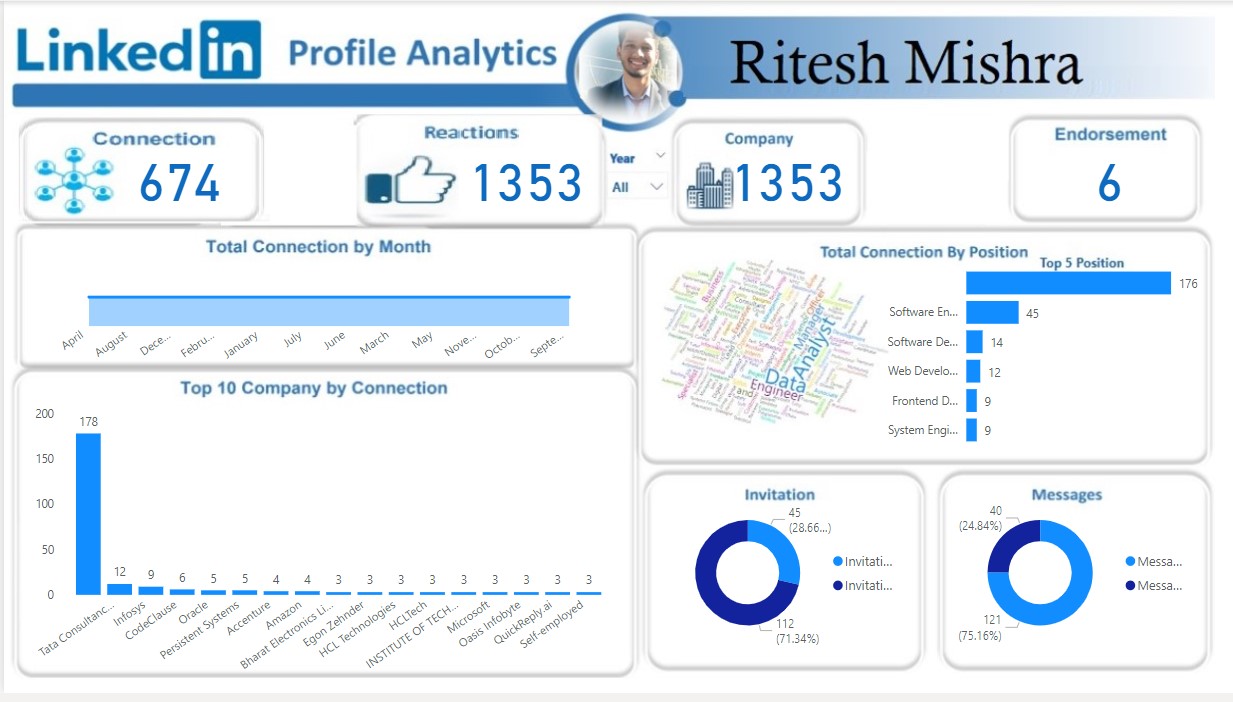 Linkedin
Profile Analytics
Ritesh Mishra
Connection
674
Reactions
1353
Year
All
Company
1353
Endorsement
6
Total Connection by Month
April
August
Dece...
Febru...
January
July
June
March
May
Nove...
Octob...
Septe...
Total Connection By Position
Business
Consultant
Officer
Manager
Data Analyst
Engineer
and
Specialist
Top 5 Position
176
Software En... 45
Software De... 14
Web Develo... 12
Frontend D... 9
System Engi... 9
Top 10 Company by Connection
200
150
100
50
0
178
12
9
6
5
5
4
4
3
3
3
3
3
3
3
3
3
Tata Consultanc...
Infosys
CodeClause
Oracle
Persistent Systems
Accenture
Amazon
Bharat Electronics Li...
Egon Zehnder
HCL Technologies
HCLTech
INSTITUTE OF TECH...
Microsoft
Oasis Infobyte
QuickReply.ai
Self-employed
Invitation
45
(28.66...)
112
(71.34%)
Invitati...
Invitati...
Messages
40
(24.84%)
121
(75.16%)
Messa...
Messa...